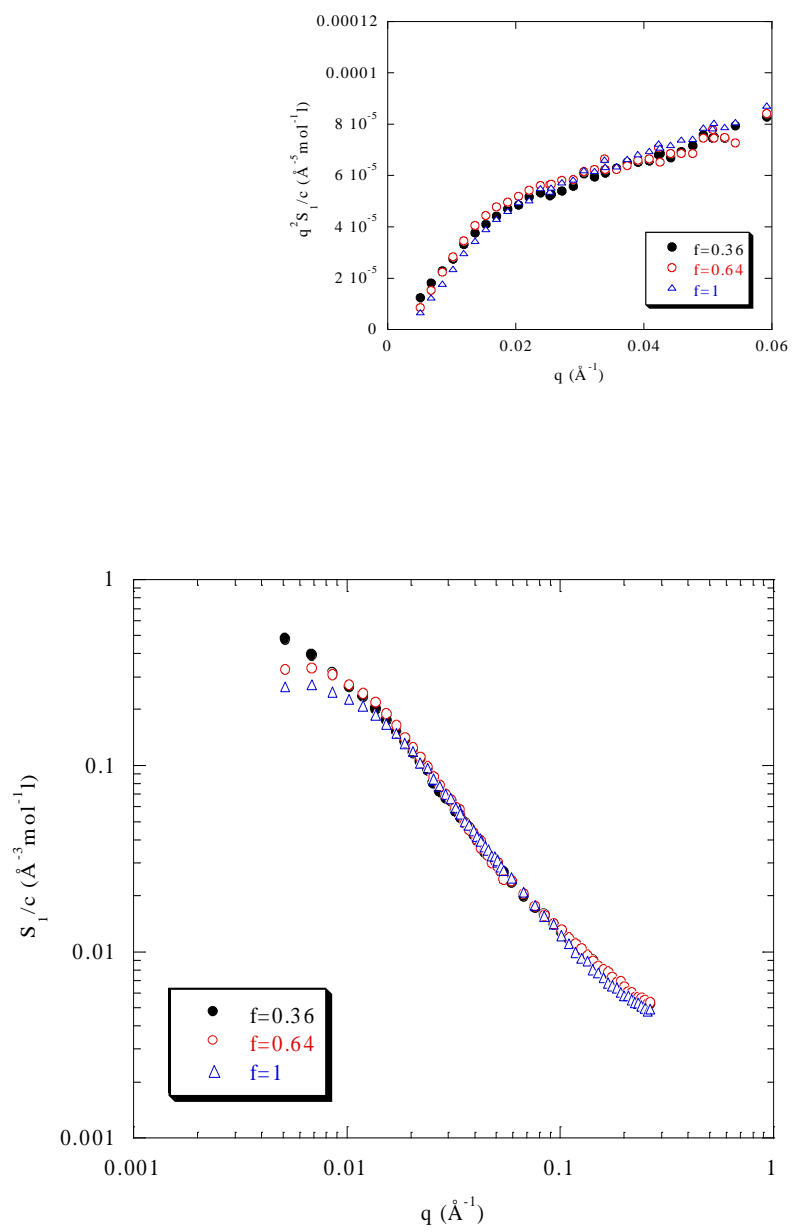 0.00012
0.0001
8 10⁻⁵
6 10⁻⁵
4 10⁻⁵
2 10⁻⁵
0
q²S₁/c (Å⁻⁵mol⁻¹l)
f=0.36
f=0.64
f=1
0 0.02 0.04 0.06
q (Å⁻¹)
1
0.1
0.01
0.001
S₁/c (Å⁻³mol⁻¹l)
f=0.36
f=0.64
f=1
0.001 0.01 0.1 1
q (Å⁻¹)